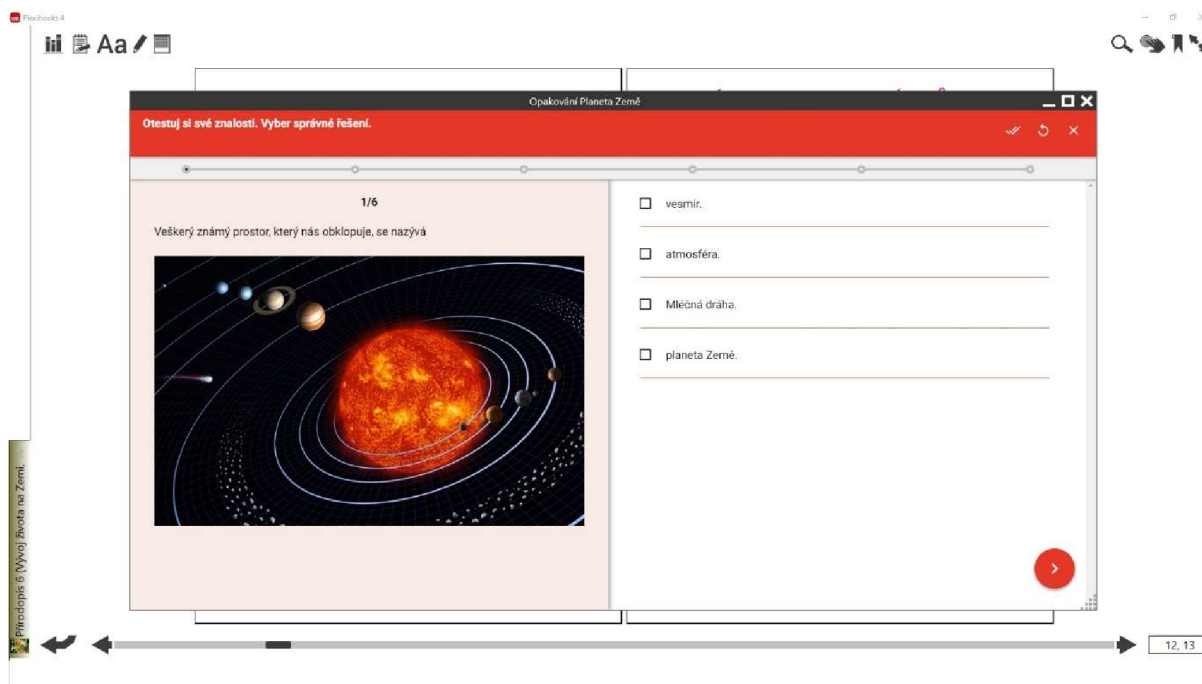 Flexibooks 4
Aa
Opakování Planeta Země
Otestuj si své znalosti. Vyber správné řešení.
1/6
Veškerý známý prostor, který nás obklopuje, se nazývá
vesmír.
atmosféra.
Mléčná dráha.
planeta Země.
Přírodopis 6 (Vývoj života na Zemi,
12, 13